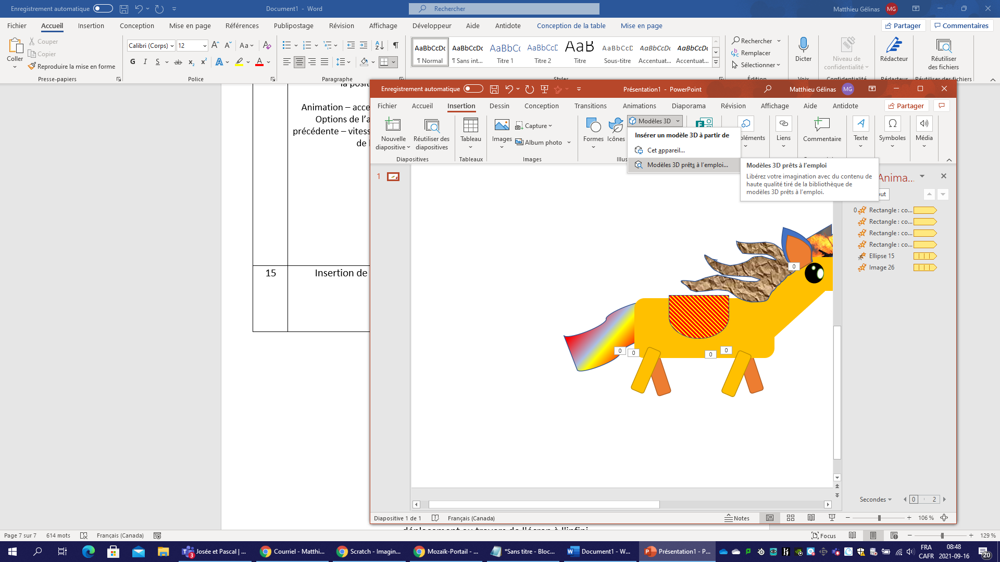 Enregistrement automatique
Document1 - Word
Rechercher
Matthieu Gélinas
MG
Fichier
Accueil
Insertion
Conception
Mise en page
Références
Publipostage
Révision
Affichage
Développeur
Aide
Antidote
Conception de la table
Mise en page
Partager
Commentaires
Coller
Couper
Copier
Reproduire la mise en forme
Presse-papiers
Calibri (Corps)
12
Aa
G I S ab x₂ x²
Police
Paragraphe
AaBbCcDc
¶ Normal
AaBbCcDc
¶ Sans int...
AaBbCc
Titre 1
AaBbCcD
Titre 2
AaB
Titre
AaBbCcD
Sous-titre
AaBbCcDc
Accentuat...
AaBbCcDc
Accentuat...
Styles
Rechercher
Remplacer
Sélectionner
Édition
Dicter
Voix
Niveau de
confidentialité
Confidentialité
Rédacteur
Rédacteur
Réutiliser
des fichiers
Réutiliser des fichiers
la posit
Animation – acce
Options de l'a
précédente – vitess
de l
15
Insertion de
déplacement au travers de l'écran à l'infini
Enregistrement automatique
Présentation1 - PowerPoint
Matthieu Gélinas
MG
Fichier
Accueil
Insertion
Dessin
Conception
Transitions
Animations
Diaporama
Révision
Affichage
Aide
Antidote
Partager
Nouvelle
diapositive
Réutiliser des
diapositives
Diapositives
Tableau
Tableaux
Images
Capture
Album photo
Images
Formes
Icônes
Modèles 3D
Illus
Insérer un modèle 3D à partir de
Cet appareil...
Modèles 3D prêts à l'emploi...
Modèles 3D prêts à l'emploi
Libérez votre imagination avec du contenu de
haute qualité tiré de la bibliothèque de
modèles 3D prêts à l'emploi.
léments
Liens
Commentaire
Texte
Symboles
Média
1
Anima...
out
0
Rectangle : co...
Rectangle : co...
Rectangle : co...
Rectangle : co...
Ellipse 15
Image 26
0
0
0
0
0
Secondes
0
2
Diapositive 1 de 1
Français (Canada)
Notes
106 %
Page 7 sur 7
614 mots
Français (Canada)
Focus
129 %
Josée et Pascal | ...
3
Courriel - Matthi...
Scratch - Imagin...
Mozaïk-Portail - ...
*Sans titre - Bloc...
Document1 - W...
Présentation1 - P...
FRA
CAFR
08:48
2021-09-16
20